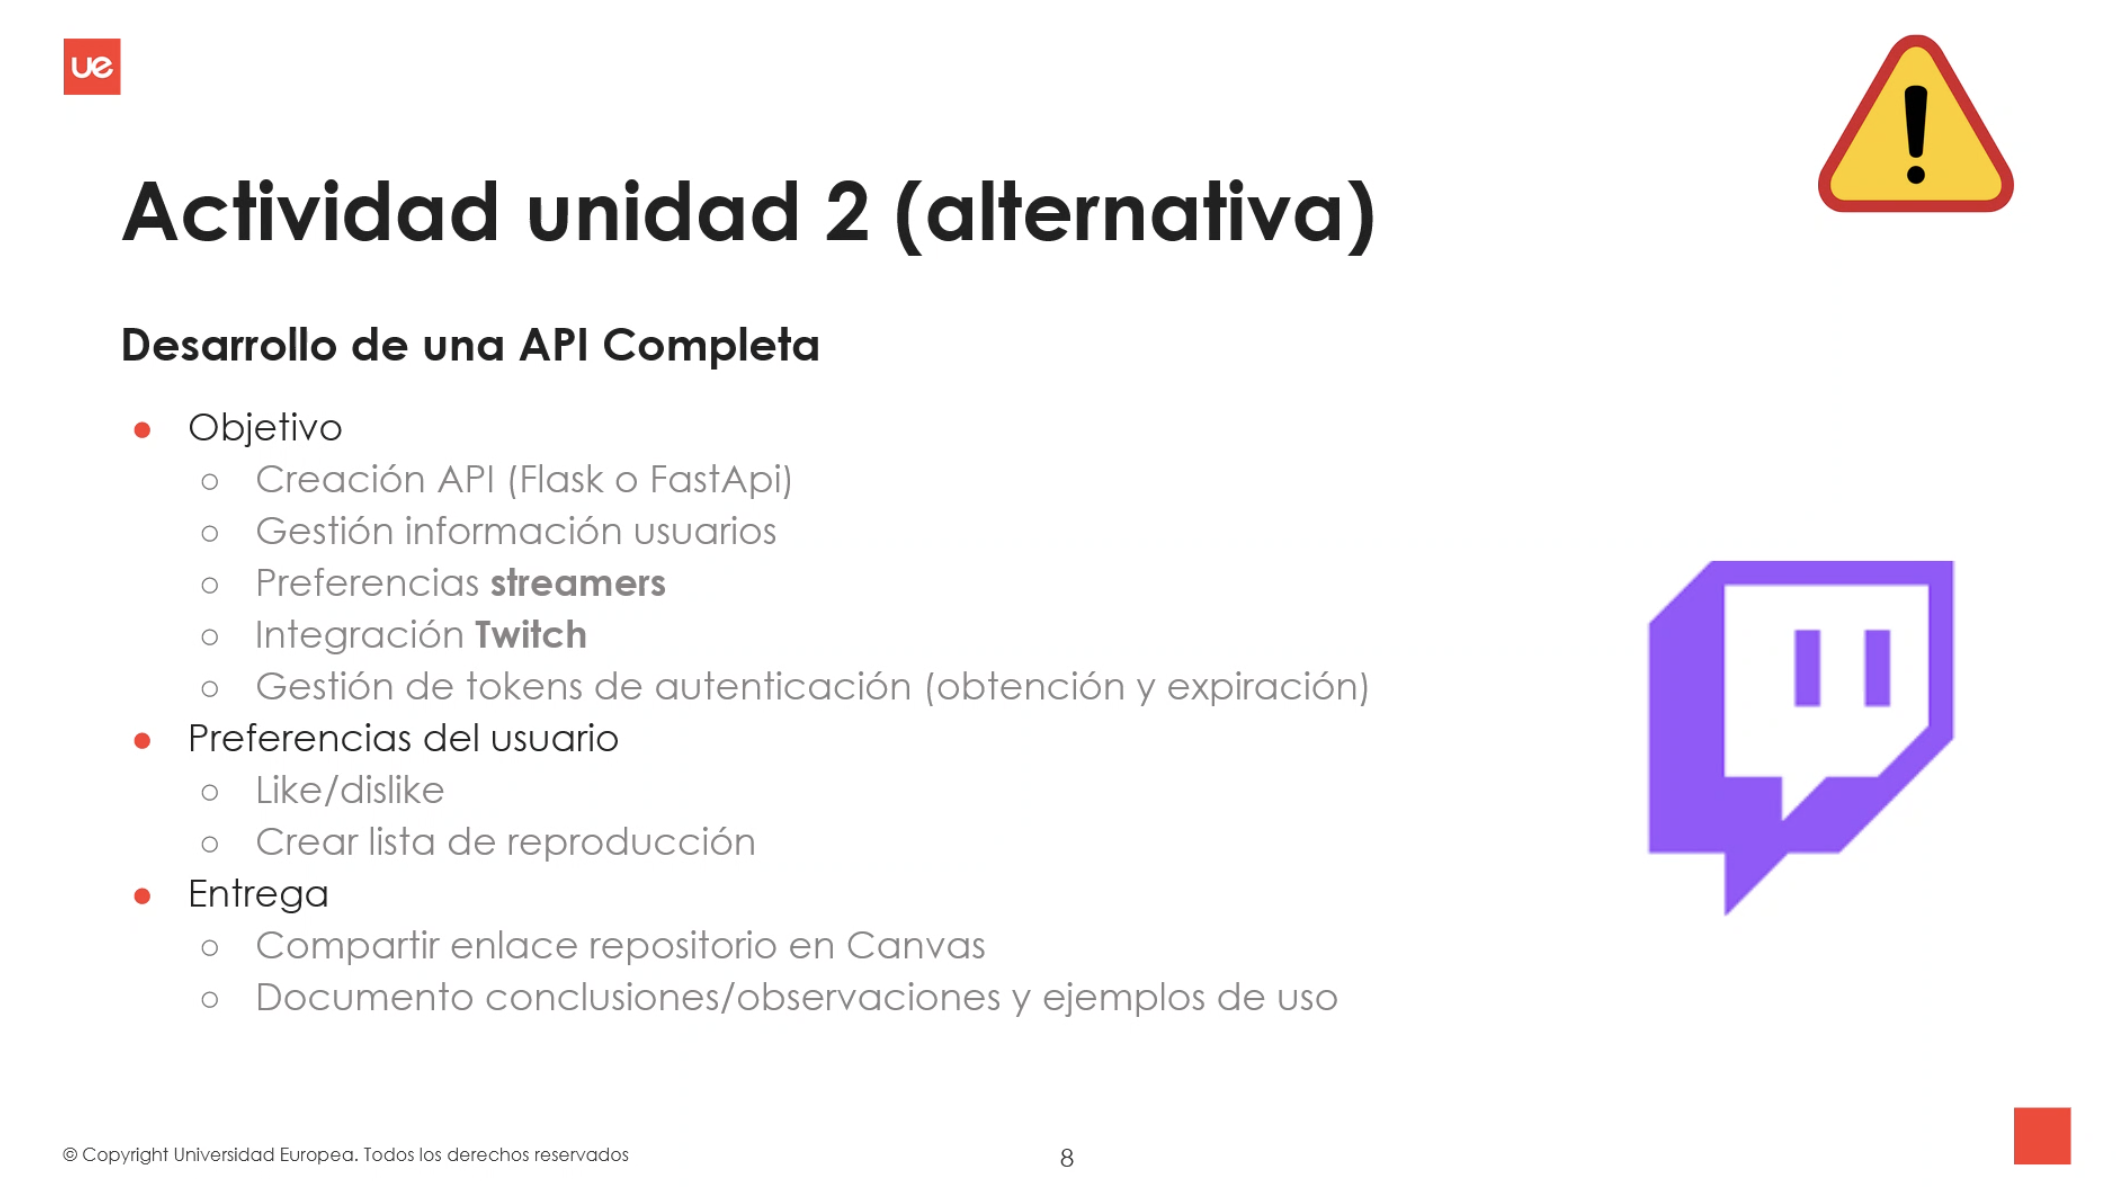 ue
Actividad unidad 2 (alternativa)
Desarrollo de una API Completa
● Objetivo
○ Creación API (Flask o FastApi)
○ Gestión información usuarios
○ Preferencias streamers
○ Integración Twitch
○ Gestión de tokens de autenticación (obtención y expiración)
● Preferencias del usuario
○ Like/dislike
○ Crear lista de reproducción
● Entrega
○ Compartir enlace repositorio en Canvas
○ Documento conclusiones/observaciones y ejemplos de uso
© Copyright Universidad Europea. Todos los derechos reservados
8